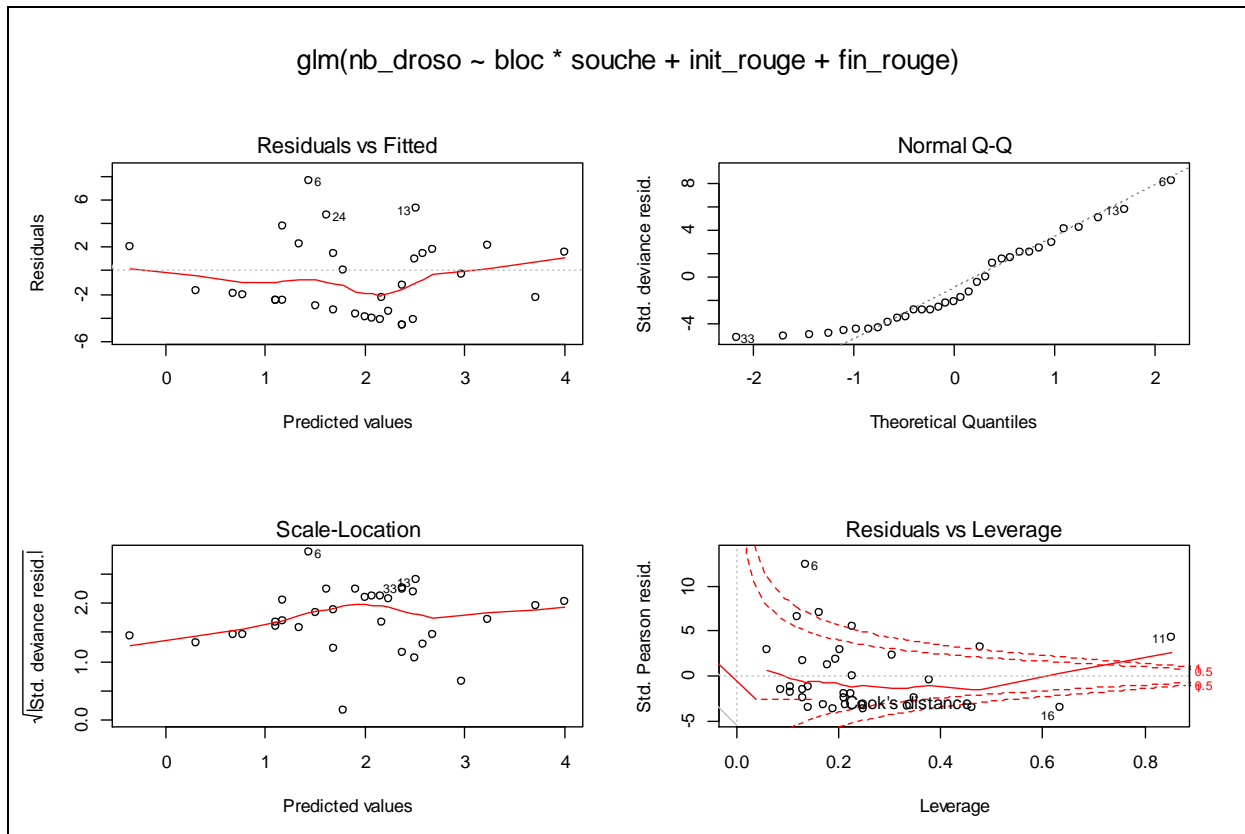 glm(nb_droso ~ bloc * souche + init_rouge + fin_rouge)
Residuals vs Fitted
Residuals
6
2
-2
-6
6
24
13
0 1 2 3 4
Predicted values
Normal Q-Q
Std. deviance resid.
8
4
0
-4
6
13
33
-2 -1 0 1 2
Theoretical Quantiles
Scale-Location
√|Std. deviance resid.|
2.0
1.0
0.0
6
13
33
0 1 2 3 4
Predicted values
Residuals vs Leverage
Std. Pearson resid.
10
5
0
-5
6
11
16
Cook's distance
1
0.5
0.5
1
0.0 0.2 0.4 0.6 0.8
Leverage